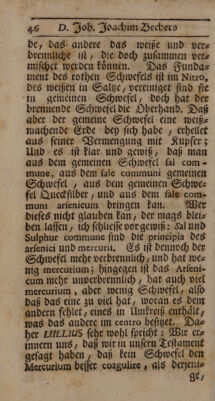 46 D. Joh. Joachim Bechers
de, das andere das weiße und ver-
brennliche ist, die doch zusammen ver-
mischet werden können. Das Funda-
ment des rothen Schwefels ist im Nitro,
des weißen in Saltze, vereiniget sind sie
in gemeinen Schwefel, doch hat der
brennende Schwefel die Oberhand. Daß
aber der gemeine Schwefel eine weiß-
machende Erde bey sich habe, erhellet
aus seiner Vermengung mit Kupfer;
Und es ist klar und gewiß, daß man
aus dem gemeinen Schwefel sal com-
mune, aus dem sale communi gemeinen
Schwefel, aus dem gemeinen Schwe-
fel Quecksilber, und aus dem sale com-
muni arsenicum bringen kan. Wer
dieses nicht glauben kan, der mags blei-
ben lassen, ich schliesse vorgewiß; Sal und
Sulphur commune sind die principia des
arsenici und mercurii. Es ist dennoch der
Schwefel mehr verbrennlich, und hat we-
nig mercurium; hingegen ist das Arseni-
cum mehr unverbrennlich, hat auch viel
mercurium, aber wenig Schwefel, also
daß das eine zu viel hat, woran es dem
andern fehlet, eines in Umkreiß enthält,
was das andere im centro besitzet. Da-
her LULLIUS sehr wohl spricht: Wir er-
innern uns, daß wir in unsern Testament
gesagt haben, daß kein Schwefel den
Mercurium besser coagulire, als derjeni-
ge,